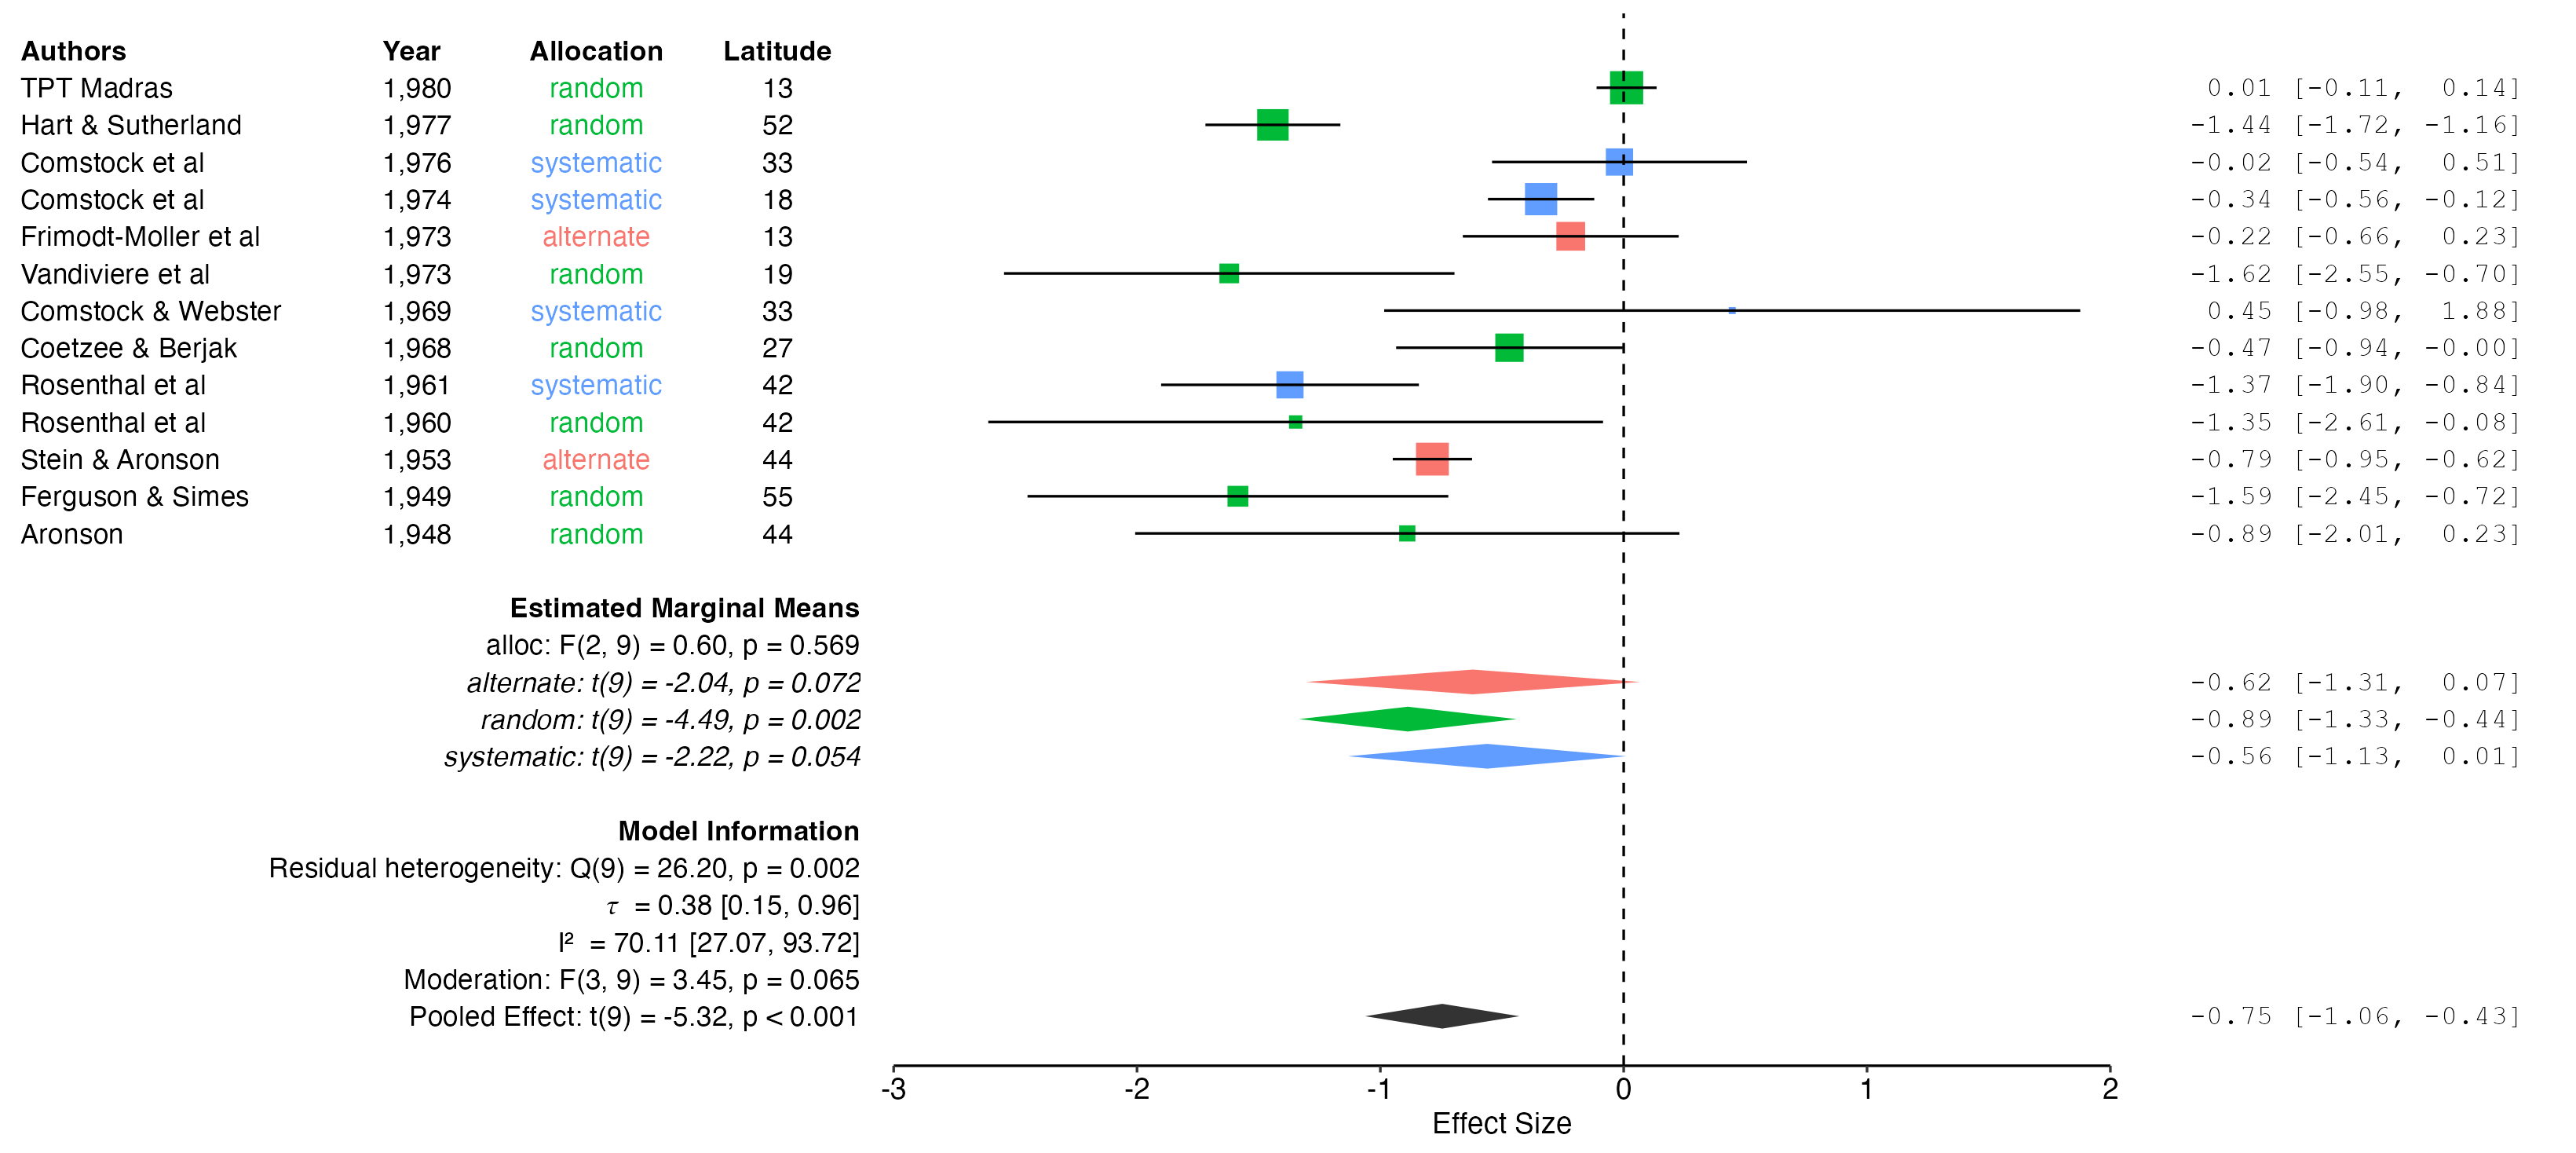 Authors Year Allocation Latitude
TPT Madras 1,980 random 13 0.01 [-0.11, 0.14]
Hart & Sutherland 1,977 random 52 -1.44 [-1.72, -1.16]
Comstock et al 1,976 systematic 33 -0.02 [-0.54, 0.51]
Comstock et al 1,974 systematic 18 -0.34 [-0.56, -0.12]
Frimodt-Moller et al 1,973 alternate 13 -0.22 [-0.66, 0.23]
Vandiviere et al 1,973 random 19 -1.62 [-2.55, -0.70]
Comstock & Webster 1,969 systematic 33 0.45 [-0.98, 1.88]
Coetzee & Berjak 1,968 random 27 -0.47 [-0.94, -0.00]
Rosenthal et al 1,961 systematic 42 -1.37 [-1.90, -0.84]
Rosenthal et al 1,960 random 42 -1.35 [-2.61, -0.08]
Stein & Aronson 1,953 alternate 44 -0.79 [-0.95, -0.62]
Ferguson & Simes 1,949 random 55 -1.59 [-2.45, -0.72]
Aronson 1,948 random 44 -0.89 [-2.01, 0.23]
Estimated Marginal Means
alloc: F(2, 9) = 0.60, p = 0.569
alternate: t(9) = -2.04, p = 0.072 -0.62 [-1.31, 0.07]
random: t(9) = -4.49, p = 0.002 -0.89 [-1.33, -0.44]
systematic: t(9) = -2.22, p = 0.054 -0.56 [-1.13, 0.01]
Model Information
Residual heterogeneity: Q(9) = 26.20, p = 0.002
τ = 0.38 [0.15, 0.96]
I² = 70.11 [27.07, 93.72]
Moderation: F(3, 9) = 3.45, p = 0.065
Pooled Effect: t(9) = -5.32, p < 0.001 -0.75 [-1.06, -0.43]
-3 -2 -1 0 1 2
Effect Size